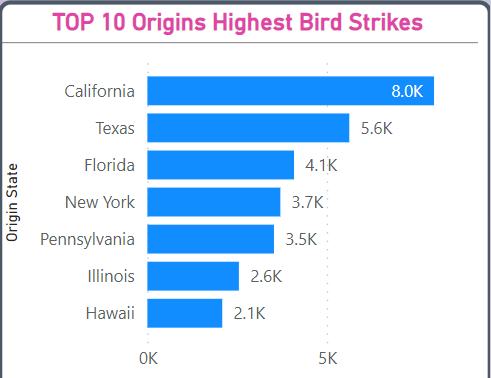 TOP 10 Origins Highest Bird Strikes
Origin State
California 8.0K
Texas 5.6K
Florida 4.1K
New York 3.7K
Pennsylvania 3.5K
Illinois 2.6K
Hawaii 2.1K
0K 5K